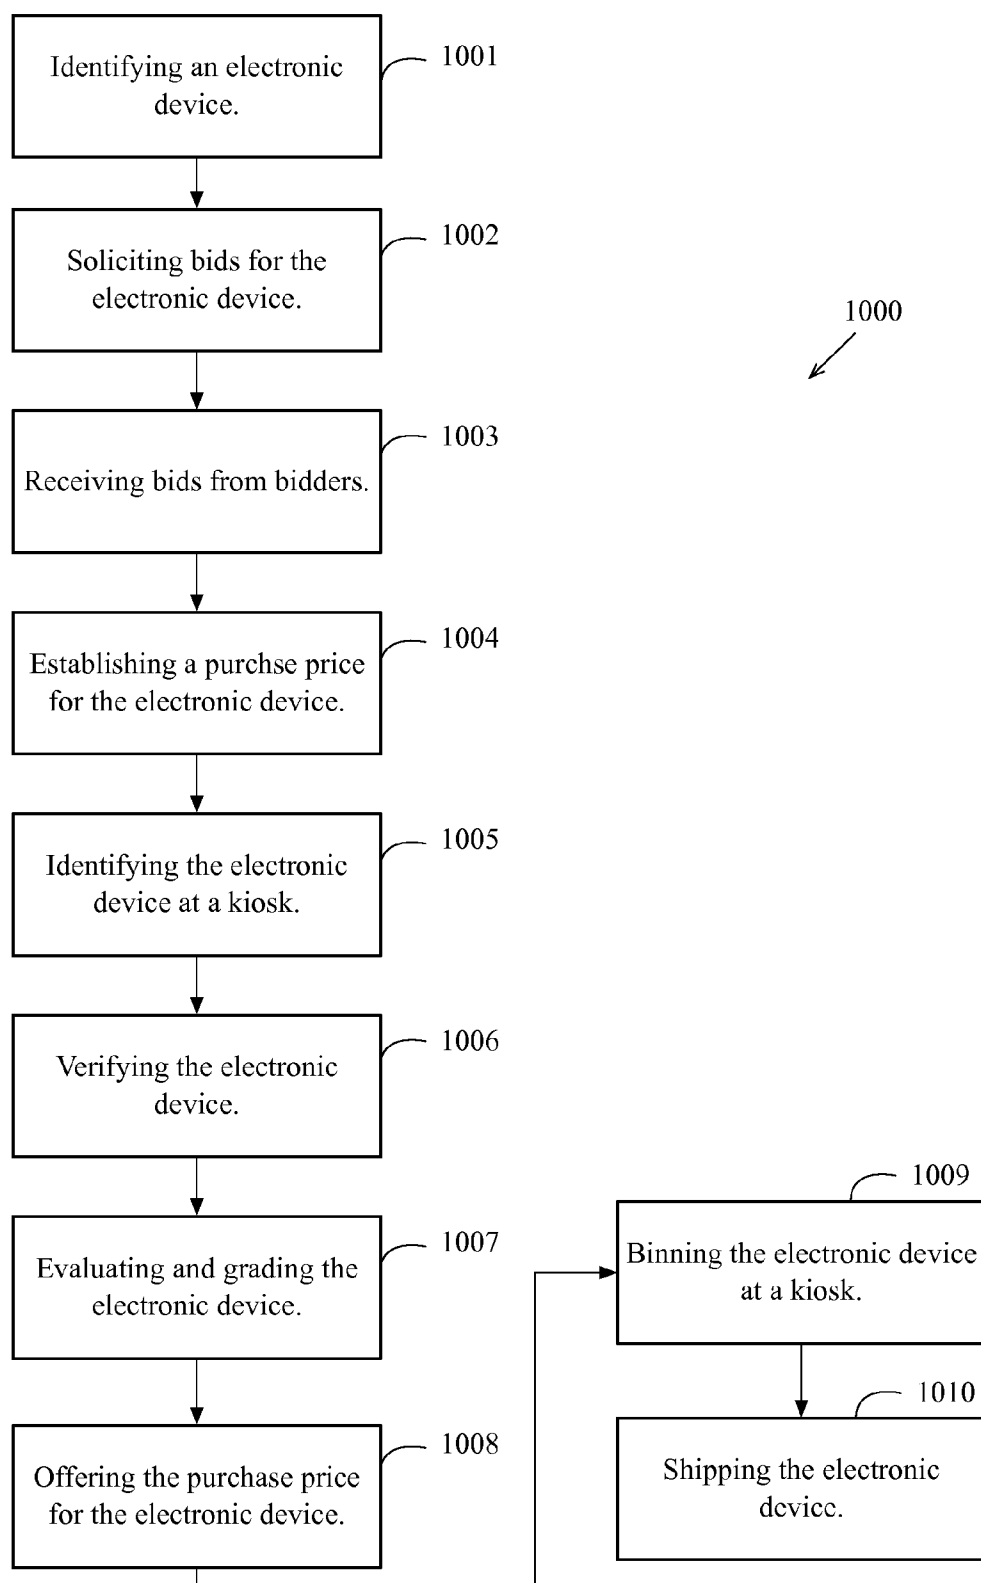 Identifying an electronic
device.
1001
Soliciting bids for the
electronic device.
1002
1000
Receiving bids from bidders.
1003
Establishing a purchse price
for the electronic device.
1004
Identifying the electronic
device at a kiosk.
1005
Verifying the electronic
device.
1006
Evaluating and grading the
electronic device.
1007
Offering the purchase price
for the electronic device.
1008
1009
Binning the electronic device
at a kiosk.
1010
Shipping the electronic
device.